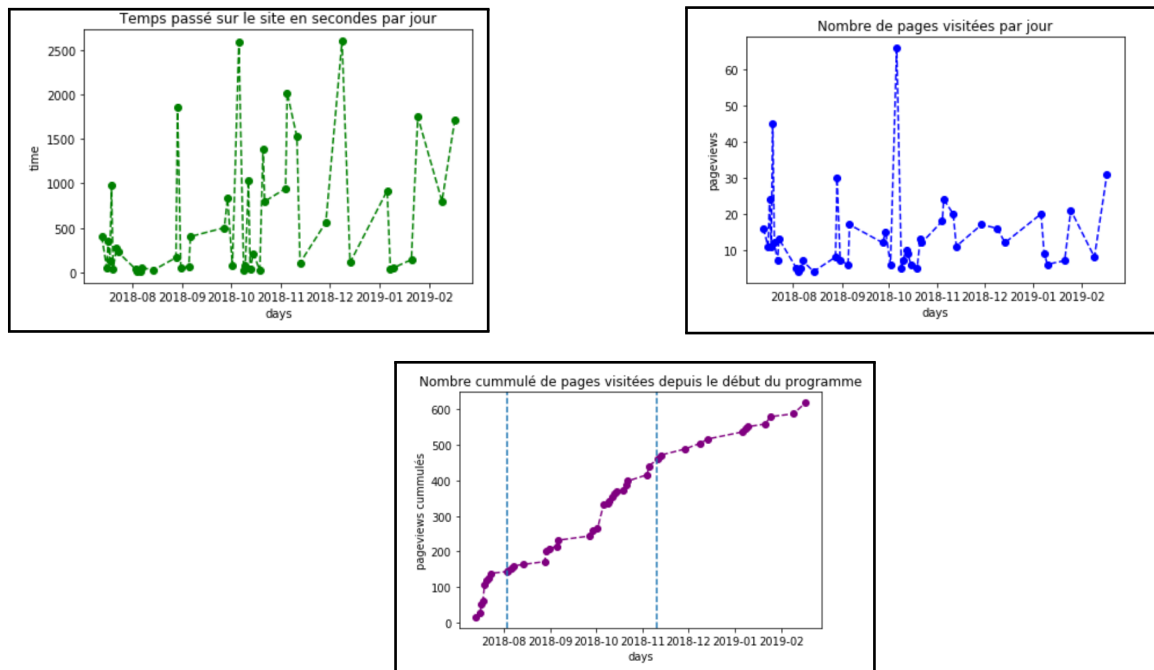 Temps passé sur le site en secondes par jour
2500
2000
1500
1000
500
0
time
2018-08 2018-09 2018-10 2018-11 2018-12 2019-01 2019-02
days
Nombre de pages visitées par jour
60
50
40
30
20
10
pageviews
2018-08 2018-09 2018-10 2018-11 2018-12 2019-01 2019-02
days
Nombre cummulé de pages visitées depuis le début du programme
600
500
400
300
200
100
0
pageviews cummulés
2018-08 2018-09 2018-10 2018-11 2018-12 2019-01 2019-02
days